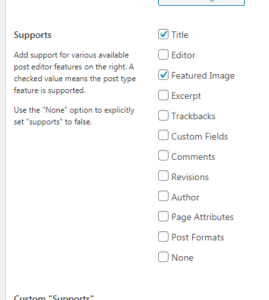 Supports
Add support for various available
post editor features on the right. A
checked value means the post type
feature is supported.
Use the "None" option to explicitly
set "supports" to false.
Title
Editor
Featured Image
Excerpt
Trackbacks
Custom Fields
Comments
Revisions
Author
Page Attributes
Post Formats
None
Custom "Supports"